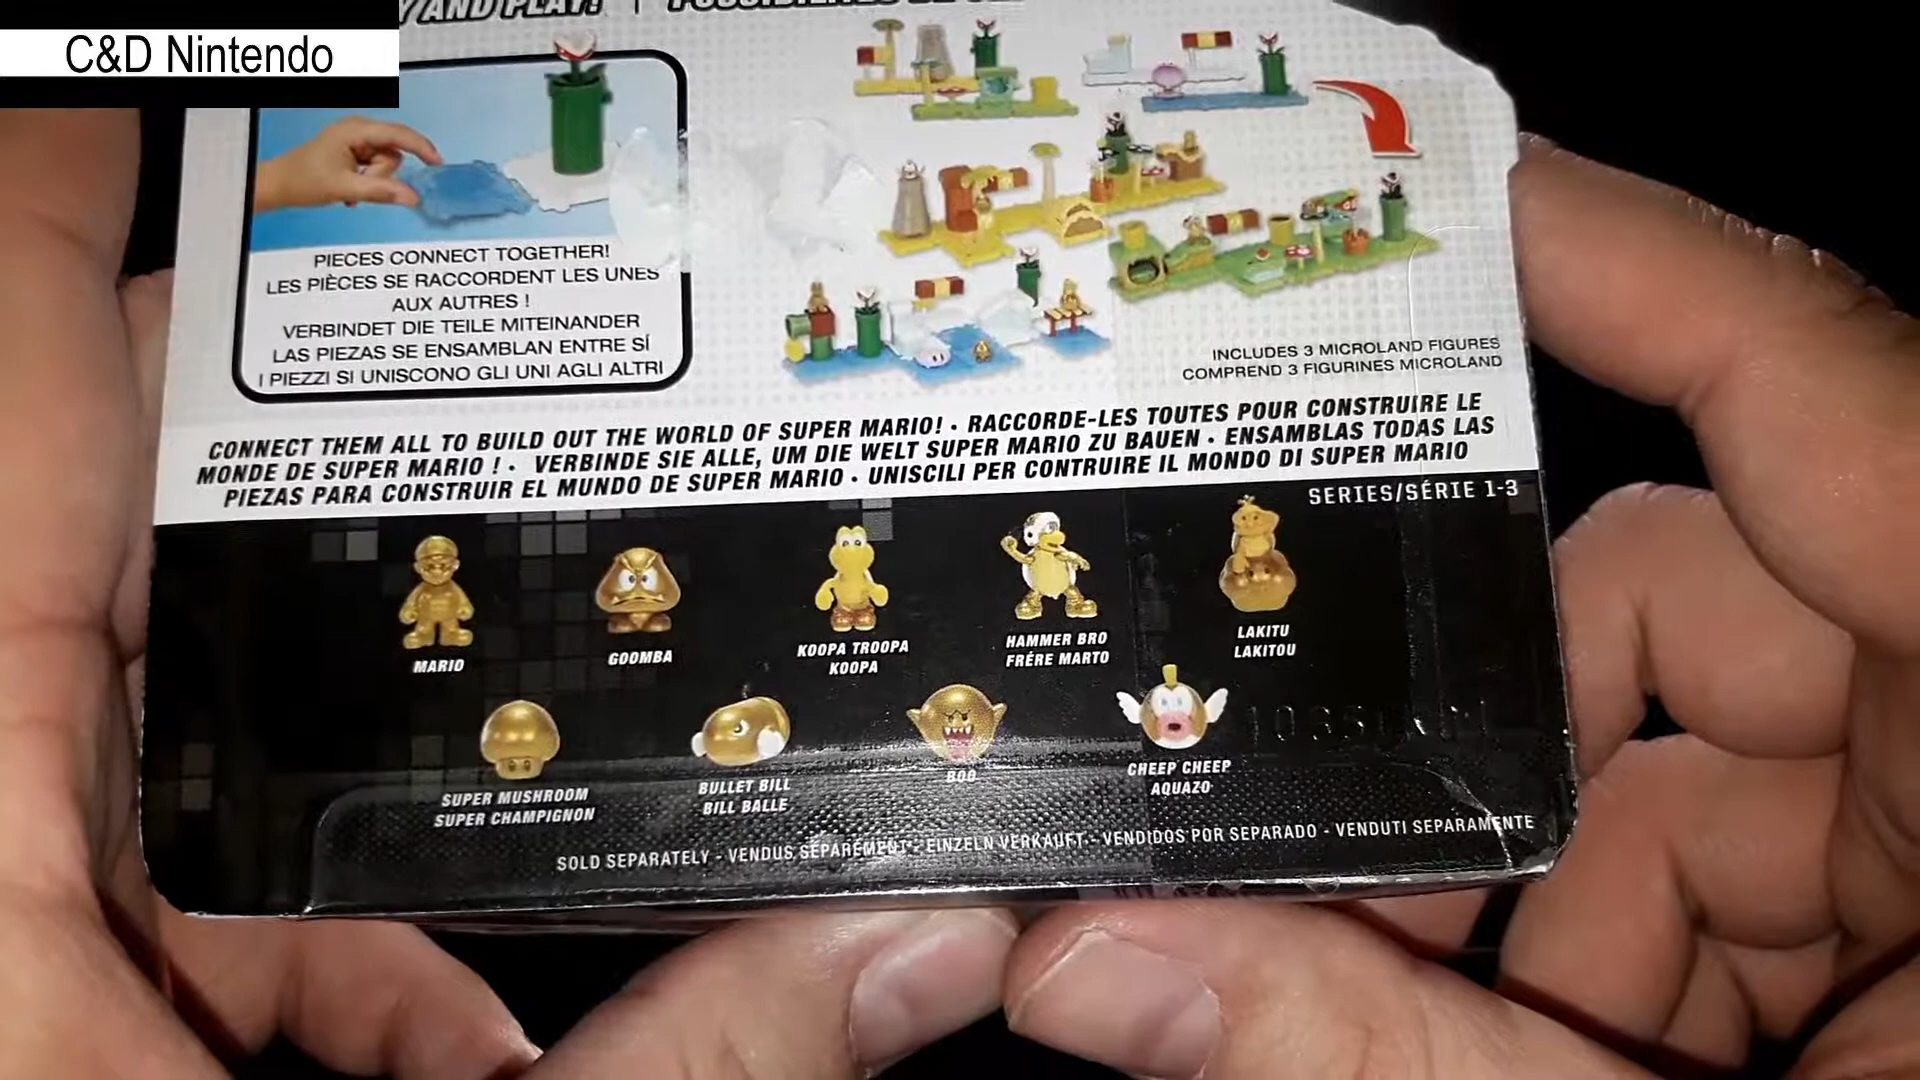 C&D Nintendo
Y AND PLAY!
PIECES CONNECT TOGETHER!
LES PIÈCES SE RACCORDENT LES UNES
AUX AUTRES !
VERBINDET DIE TEILE MITEINANDER
LAS PIEZAS SE ENSAMBLAN ENTRE SÍ
I PIEZZI SI UNISCONO GLI UNI AGLI ALTRI
INCLUDES 3 MICROLAND FIGURES
COMPREND 3 FIGURINES MICROLAND
CONNECT THEM ALL TO BUILD OUT THE WORLD OF SUPER MARIO! · RACCORDE-LES TOUTES POUR CONSTRUIRE LE
MONDE DE SUPER MARIO ! · VERBINDE SIE ALLE, UM DIE WELT SUPER MARIO ZU BAUEN · ENSAMBLAS TODAS LAS
PIEZAS PARA CONSTRUIR EL MUNDO DE SUPER MARIO · UNISCILI PER CONTRUIRE IL MONDO DI SUPER MARIO
SERIES/SÉRIE 1-3
MARIO
GOOMBA
KOOPA TROOPA
KOOPA
HAMMER BRO
FRÉRE MARTO
LAKITU
LAKITOU
SUPER MUSHROOM
SUPER CHAMPIGNON
BULLET BILL
BILL BALLE
BOO
CHEEP CHEEP
AQUAZO
SOLD SEPARATELY - VENDUS SÉPARÉMENT - EINZELN VERKAUFT - VENDIDOS POR SEPARADO - VENDUTI SEPARAMENTE